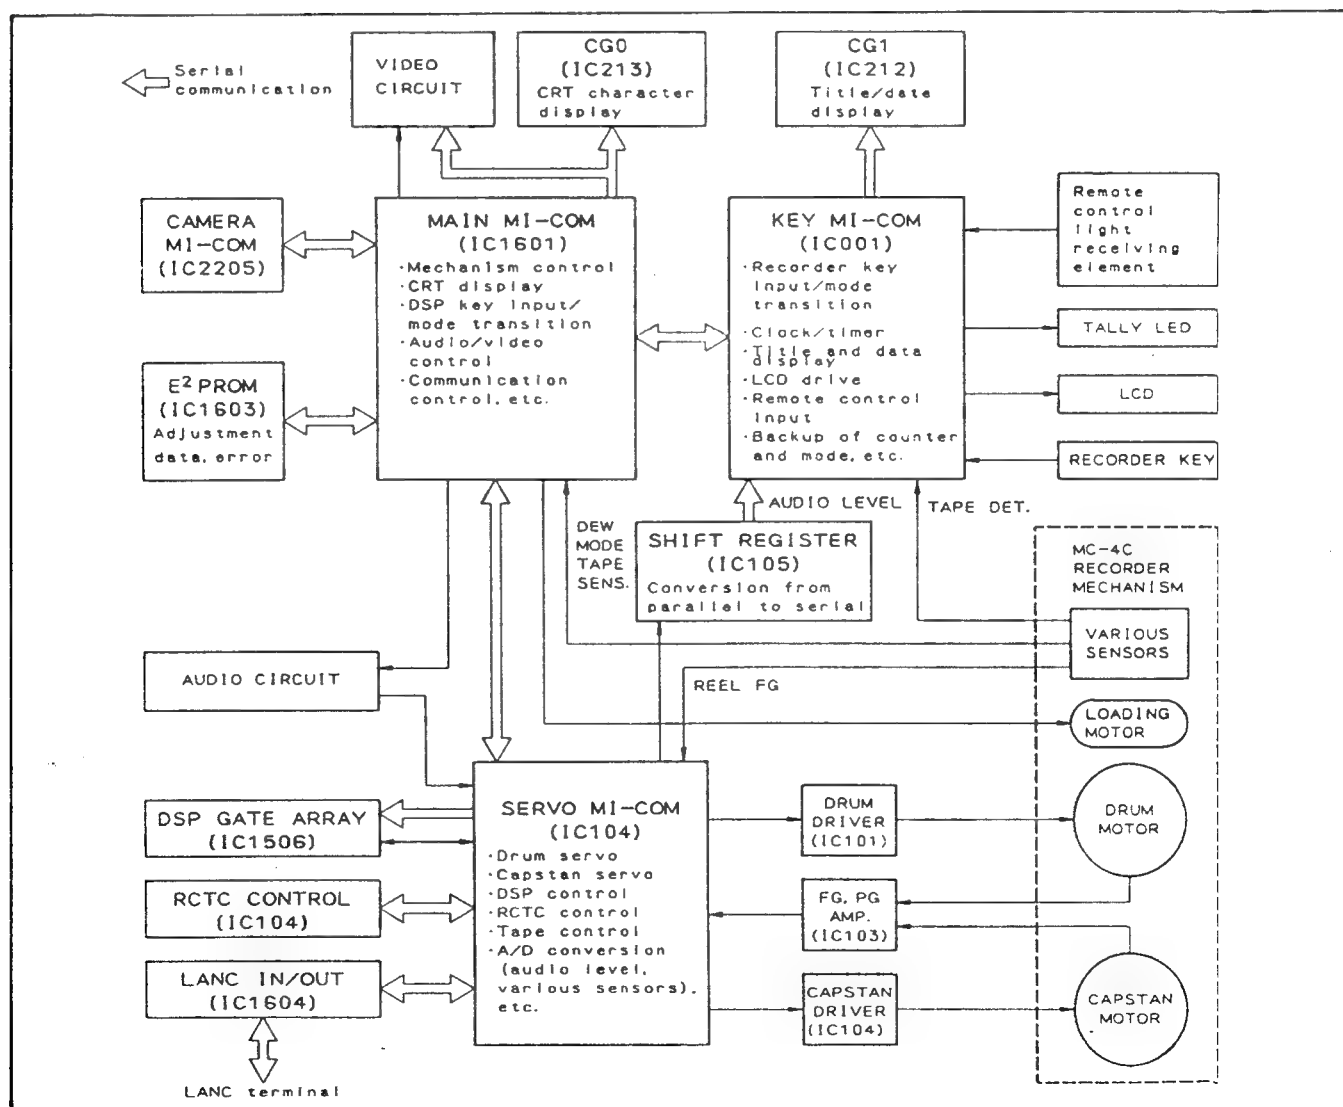 Serial
communication
VIDEO
CIRCUIT
CG0
(IC213)
CRT character
display
CG1
(IC212)
Title/date
display
CAMERA
MI-COM
(IC2205)
MAIN MI-COM
(IC1601)
·Mechanism control
·CRT display
·DSP key input/
mode transition
·Audio/video
control
·Communication
control, etc.
KEY MI-COM
(IC001)
·Recorder key
input/mode
transition
·Clock/timer
·Title and data
display
·LCD drive
·Remote control
input
·Backup of counter
and mode, etc.
Remote
control
light
receiving
element
TALLY LED
LCD
RECORDER KEY
E² PROM
(IC1603)
Adjustment
data, error
AUDIO LEVEL
TAPE DET.
DEW
MODE
TAPE
SENS.
SHIFT REGISTER
(IC105)
Conversion from
parallel to serial
MC-4C
RECORDER
MECHANISM
VARIOUS
SENSORS
AUDIO CIRCUIT
REEL FG
LOADING
MOTOR
DSP GATE ARRAY
(IC1506)
SERVO MI-COM
(IC104)
·Drum servo
·Capstan servo
·DSP control
·RCTC control
·Tape control
·A/D conversion
(audio level,
various sensors),
etc.
DRUM
DRIVER
(IC101)
DRUM
MOTOR
RCTC CONTROL
(IC104)
FG, PG
AMP.
(IC103)
LANC IN/OUT
(IC1604)
CAPSTAN
DRIVER
(IC104)
CAPSTAN
MOTOR
LANC terminal